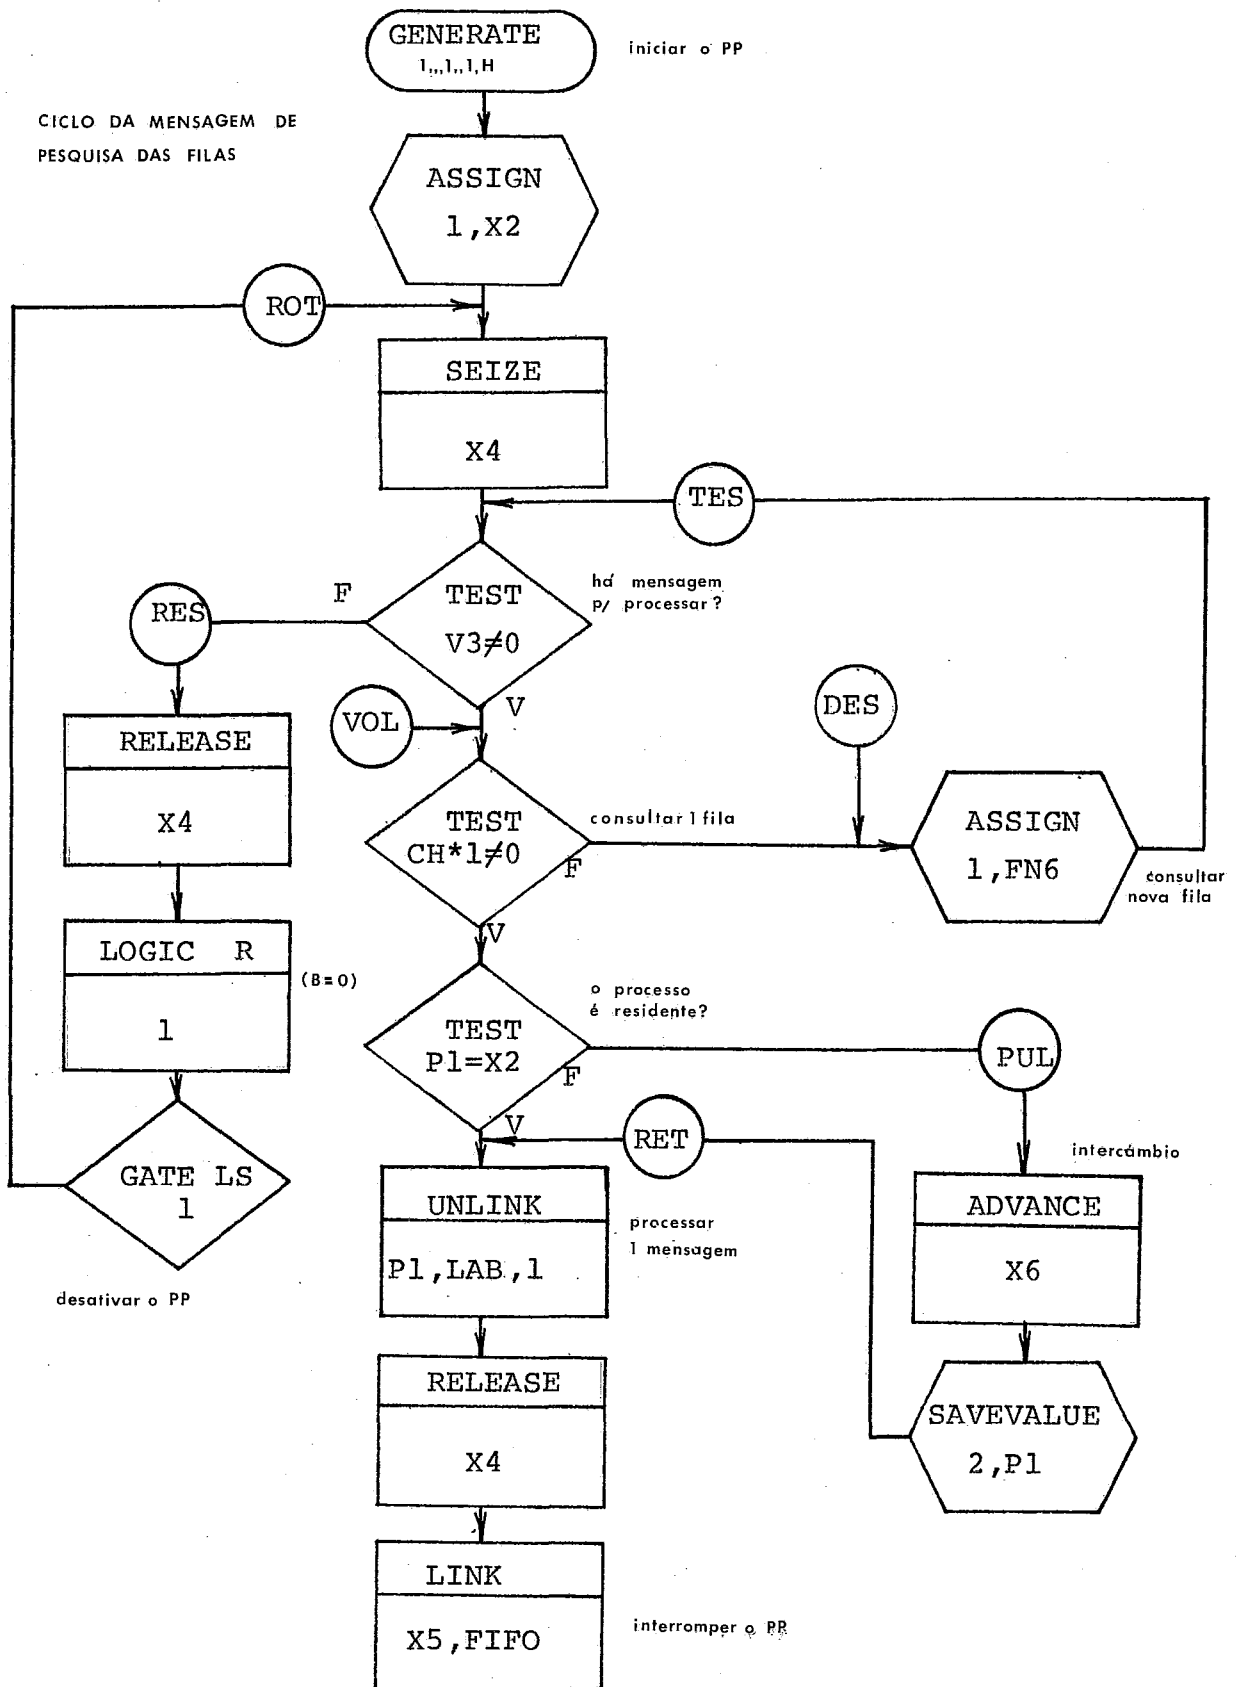 GENERATE
1,,,1,,1,H
iniciar o PP
CICLO DA MENSAGEM DE
PESQUISA DAS FILAS
ASSIGN
1,X2
ROT
SEIZE
X4
TES
F
TEST
V3≠0
há mensagem
p/ processar?
RES
V
VOL
DES
RELEASE
X4
TEST
CH*1≠0
F
consultar 1 fila
ASSIGN
1,FN6
consultar
nova fila
V
LOGIC R
1
(B=0)
TEST
P1=X2
F
o processo
é residente?
PUL
V
RET
GATE LS
1
desativar o PP
intercâmbio
UNLINK
P1,LAB,1
processar
1 mensagem
ADVANCE
X6
RELEASE
X4
SAVEVALUE
2,P1
LINK
X5,FIFO
interromper o PP